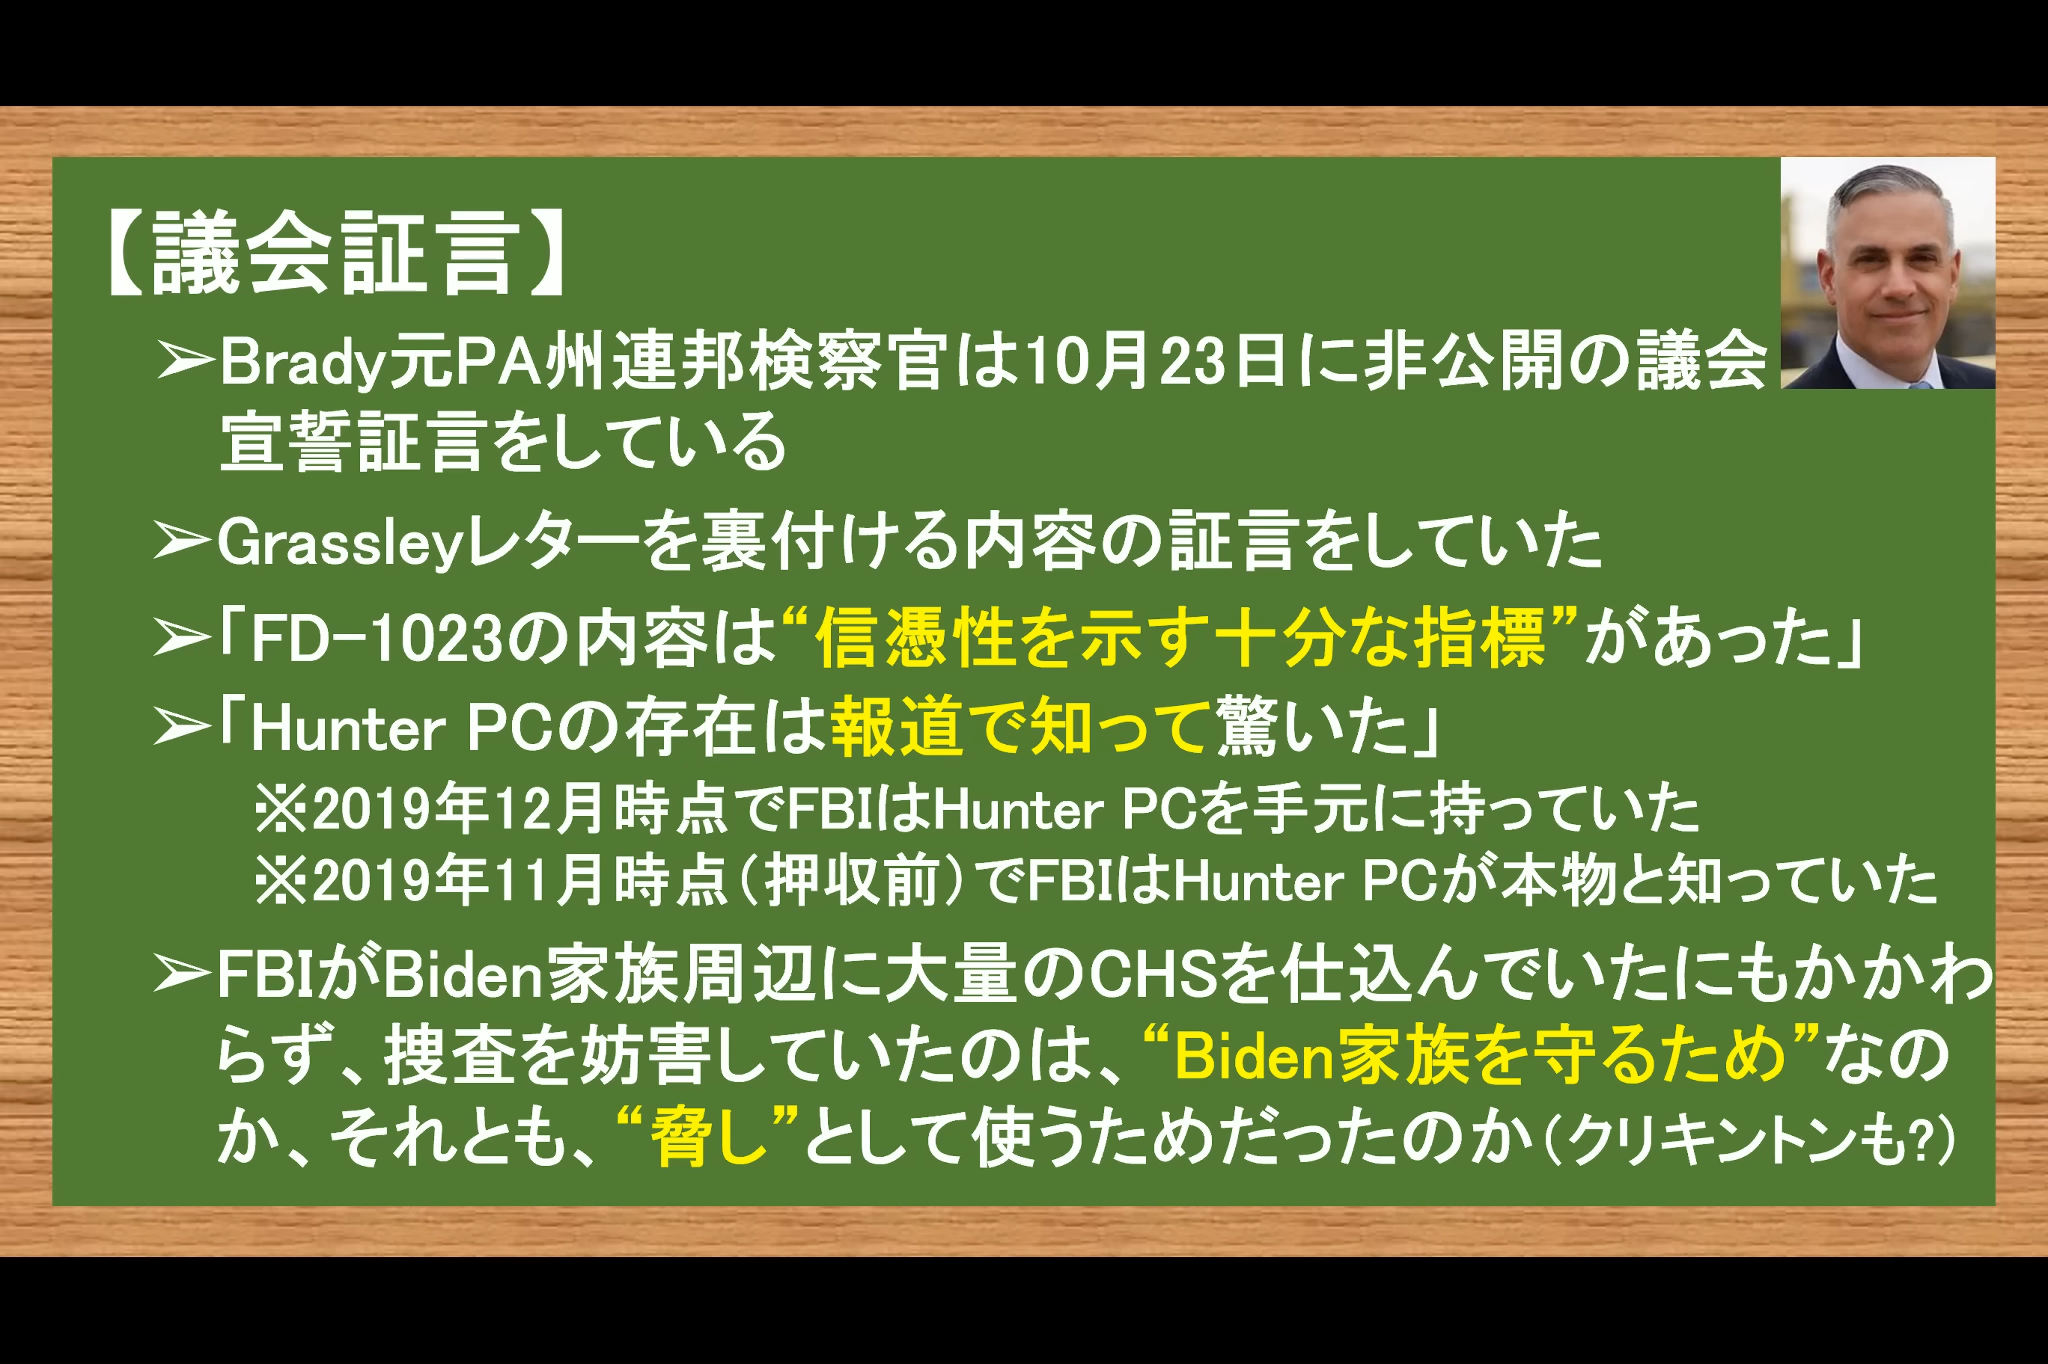 【議会証言】
➢Brady元PA州連邦検察官は10月23日に非公開の議会
宣誓証言をしている
➢Grassleyレターを裏付ける内容の証言をしていた
➢「FD-1023の内容は“信憑性を示す十分な指標”があった」
➢「Hunter PCの存在は報道で知って驚いた」
※2019年12月時点でFBIはHunter PCを手元に持っていた
※2019年11月時点（押収前）でFBIはHunter PCが本物と知っていた
➢FBIがBiden家族周辺に大量のCHSを仕込んでいたにもかかわ
らず、捜査を妨害していたのは、“Biden家族を守るため”なの
か、それとも、“脅し”として使うためだったのか（クリキントンも?）